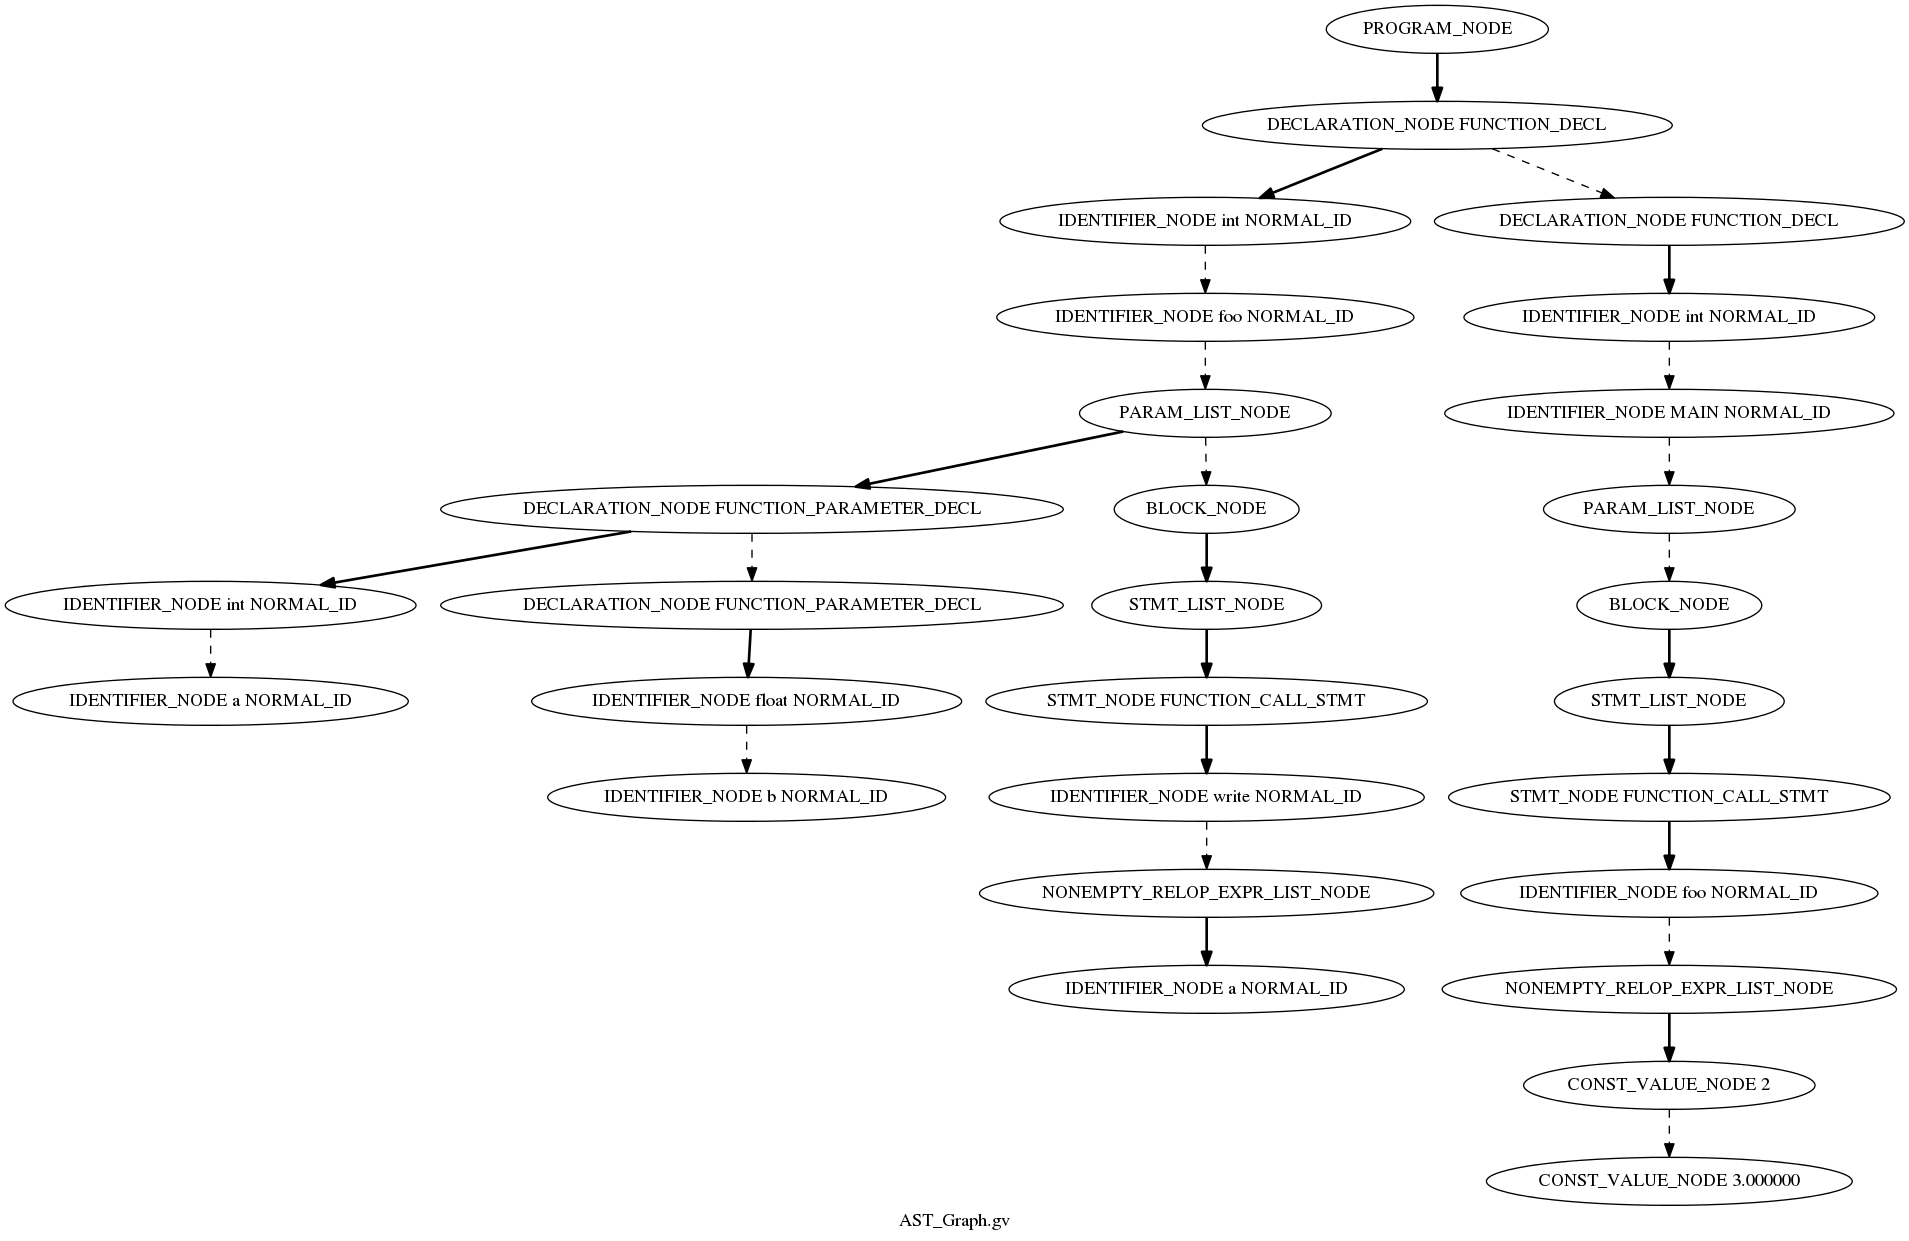 PROGRAM_NODE
DECLARATION_NODE FUNCTION_DECL
IDENTIFIER_NODE int NORMAL_ID
DECLARATION_NODE FUNCTION_DECL
IDENTIFIER_NODE foo NORMAL_ID
IDENTIFIER_NODE int NORMAL_ID
PARAM_LIST_NODE
IDENTIFIER_NODE MAIN NORMAL_ID
DECLARATION_NODE FUNCTION_PARAMETER_DECL
BLOCK_NODE
PARAM_LIST_NODE
IDENTIFIER_NODE int NORMAL_ID
DECLARATION_NODE FUNCTION_PARAMETER_DECL
STMT_LIST_NODE
BLOCK_NODE
IDENTIFIER_NODE a NORMAL_ID
IDENTIFIER_NODE float NORMAL_ID
STMT_NODE FUNCTION_CALL_STMT
STMT_LIST_NODE
IDENTIFIER_NODE b NORMAL_ID
IDENTIFIER_NODE write NORMAL_ID
STMT_NODE FUNCTION_CALL_STMT
NONEMPTY_RELOP_EXPR_LIST_NODE
IDENTIFIER_NODE foo NORMAL_ID
IDENTIFIER_NODE a NORMAL_ID
NONEMPTY_RELOP_EXPR_LIST_NODE
CONST_VALUE_NODE 2
CONST_VALUE_NODE 3.000000
AST_Graph.gv